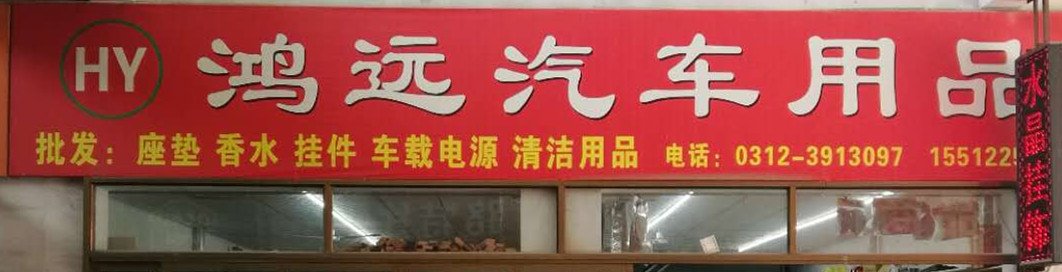 HY 鸿远汽车用品
批发：座垫 香水 挂件 车载电源 清洁用品 电话：0312-3913097 155122
水晶挂